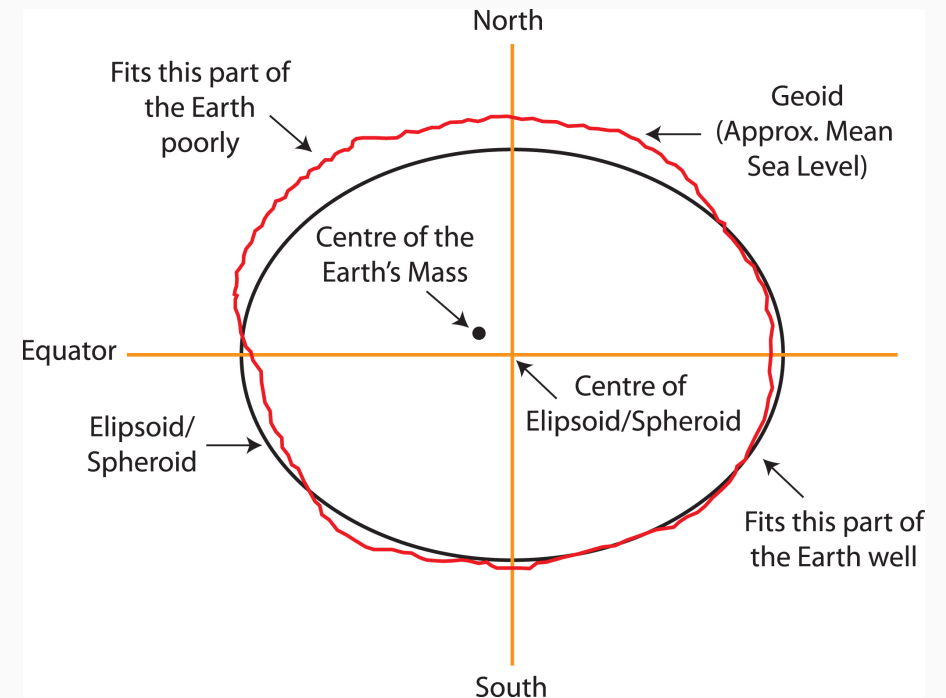 North
Fits this part of
the Earth
poorly
Geoid
(Approx. Mean
Sea Level)
Centre of the
Earth's Mass
Equator
Centre of
Elipsoid/Spheroid
Elipsoid/
Spheroid
Fits this part of
the Earth well
South